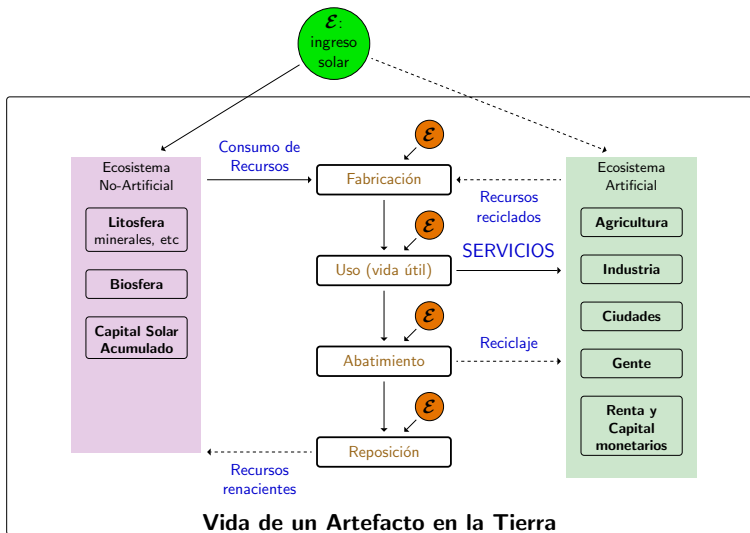 ℰ:
ingreso
solar
Consumo de
Recursos
ℰ
Ecosistema
No-Artificial
Fabricación
Ecosistema
Artificial
Recursos
reciclados
Litosfera
minerales, etc
Agricultura
ℰ
SERVICIOS
Uso (vida útil)
Industria
Biosfera
ℰ
Ciudades
Capital Solar
Acumulado
Reciclaje
Abatimiento
Gente
ℰ
Renta y
Capital
monetarios
Reposición
Recursos
renacientes
Vida de un Artefacto en la Tierra